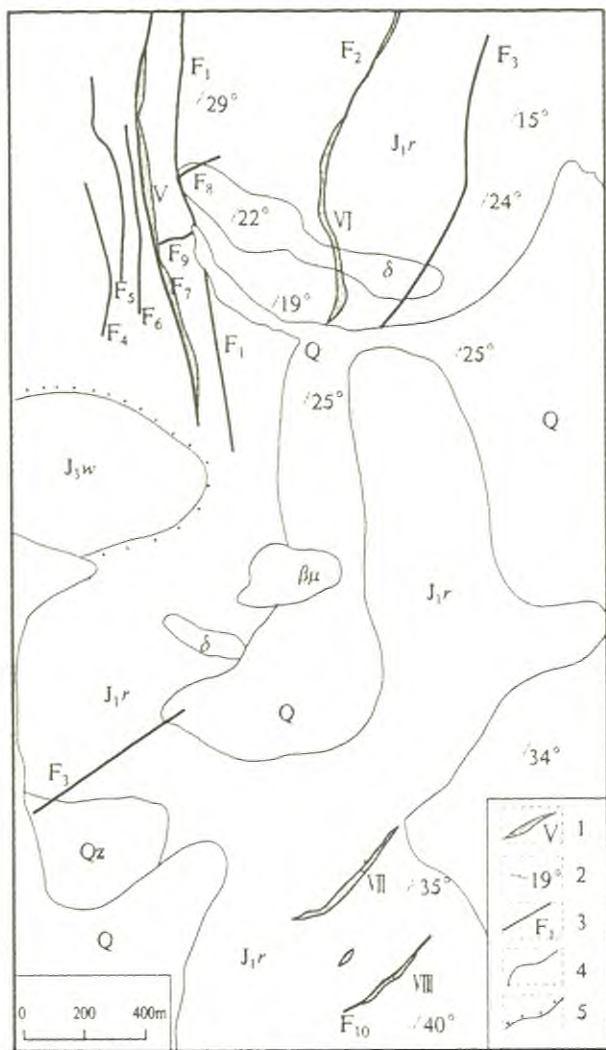 F₁
F₂
F₃
29°
15°
J₁r
V
F₈
22°
VI
24°
F₉
δ
F₅
F₇
19°
F₄
F₆
F₁
Q
25°
25°
Q
J₃w
βμ
J₁r
δ
J₁r
Q
F₃
34°
Qz
V 1
VII
35°
19° 2
Q
J₁r
F₂ 3
VIII
4
0 200 400m
F₁₀
40°
5